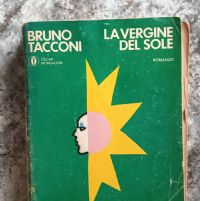 BRUNO
TACCONI
LA VERGINE
DEL SOLE
OSCAR
MONDADORI
ROMANZO